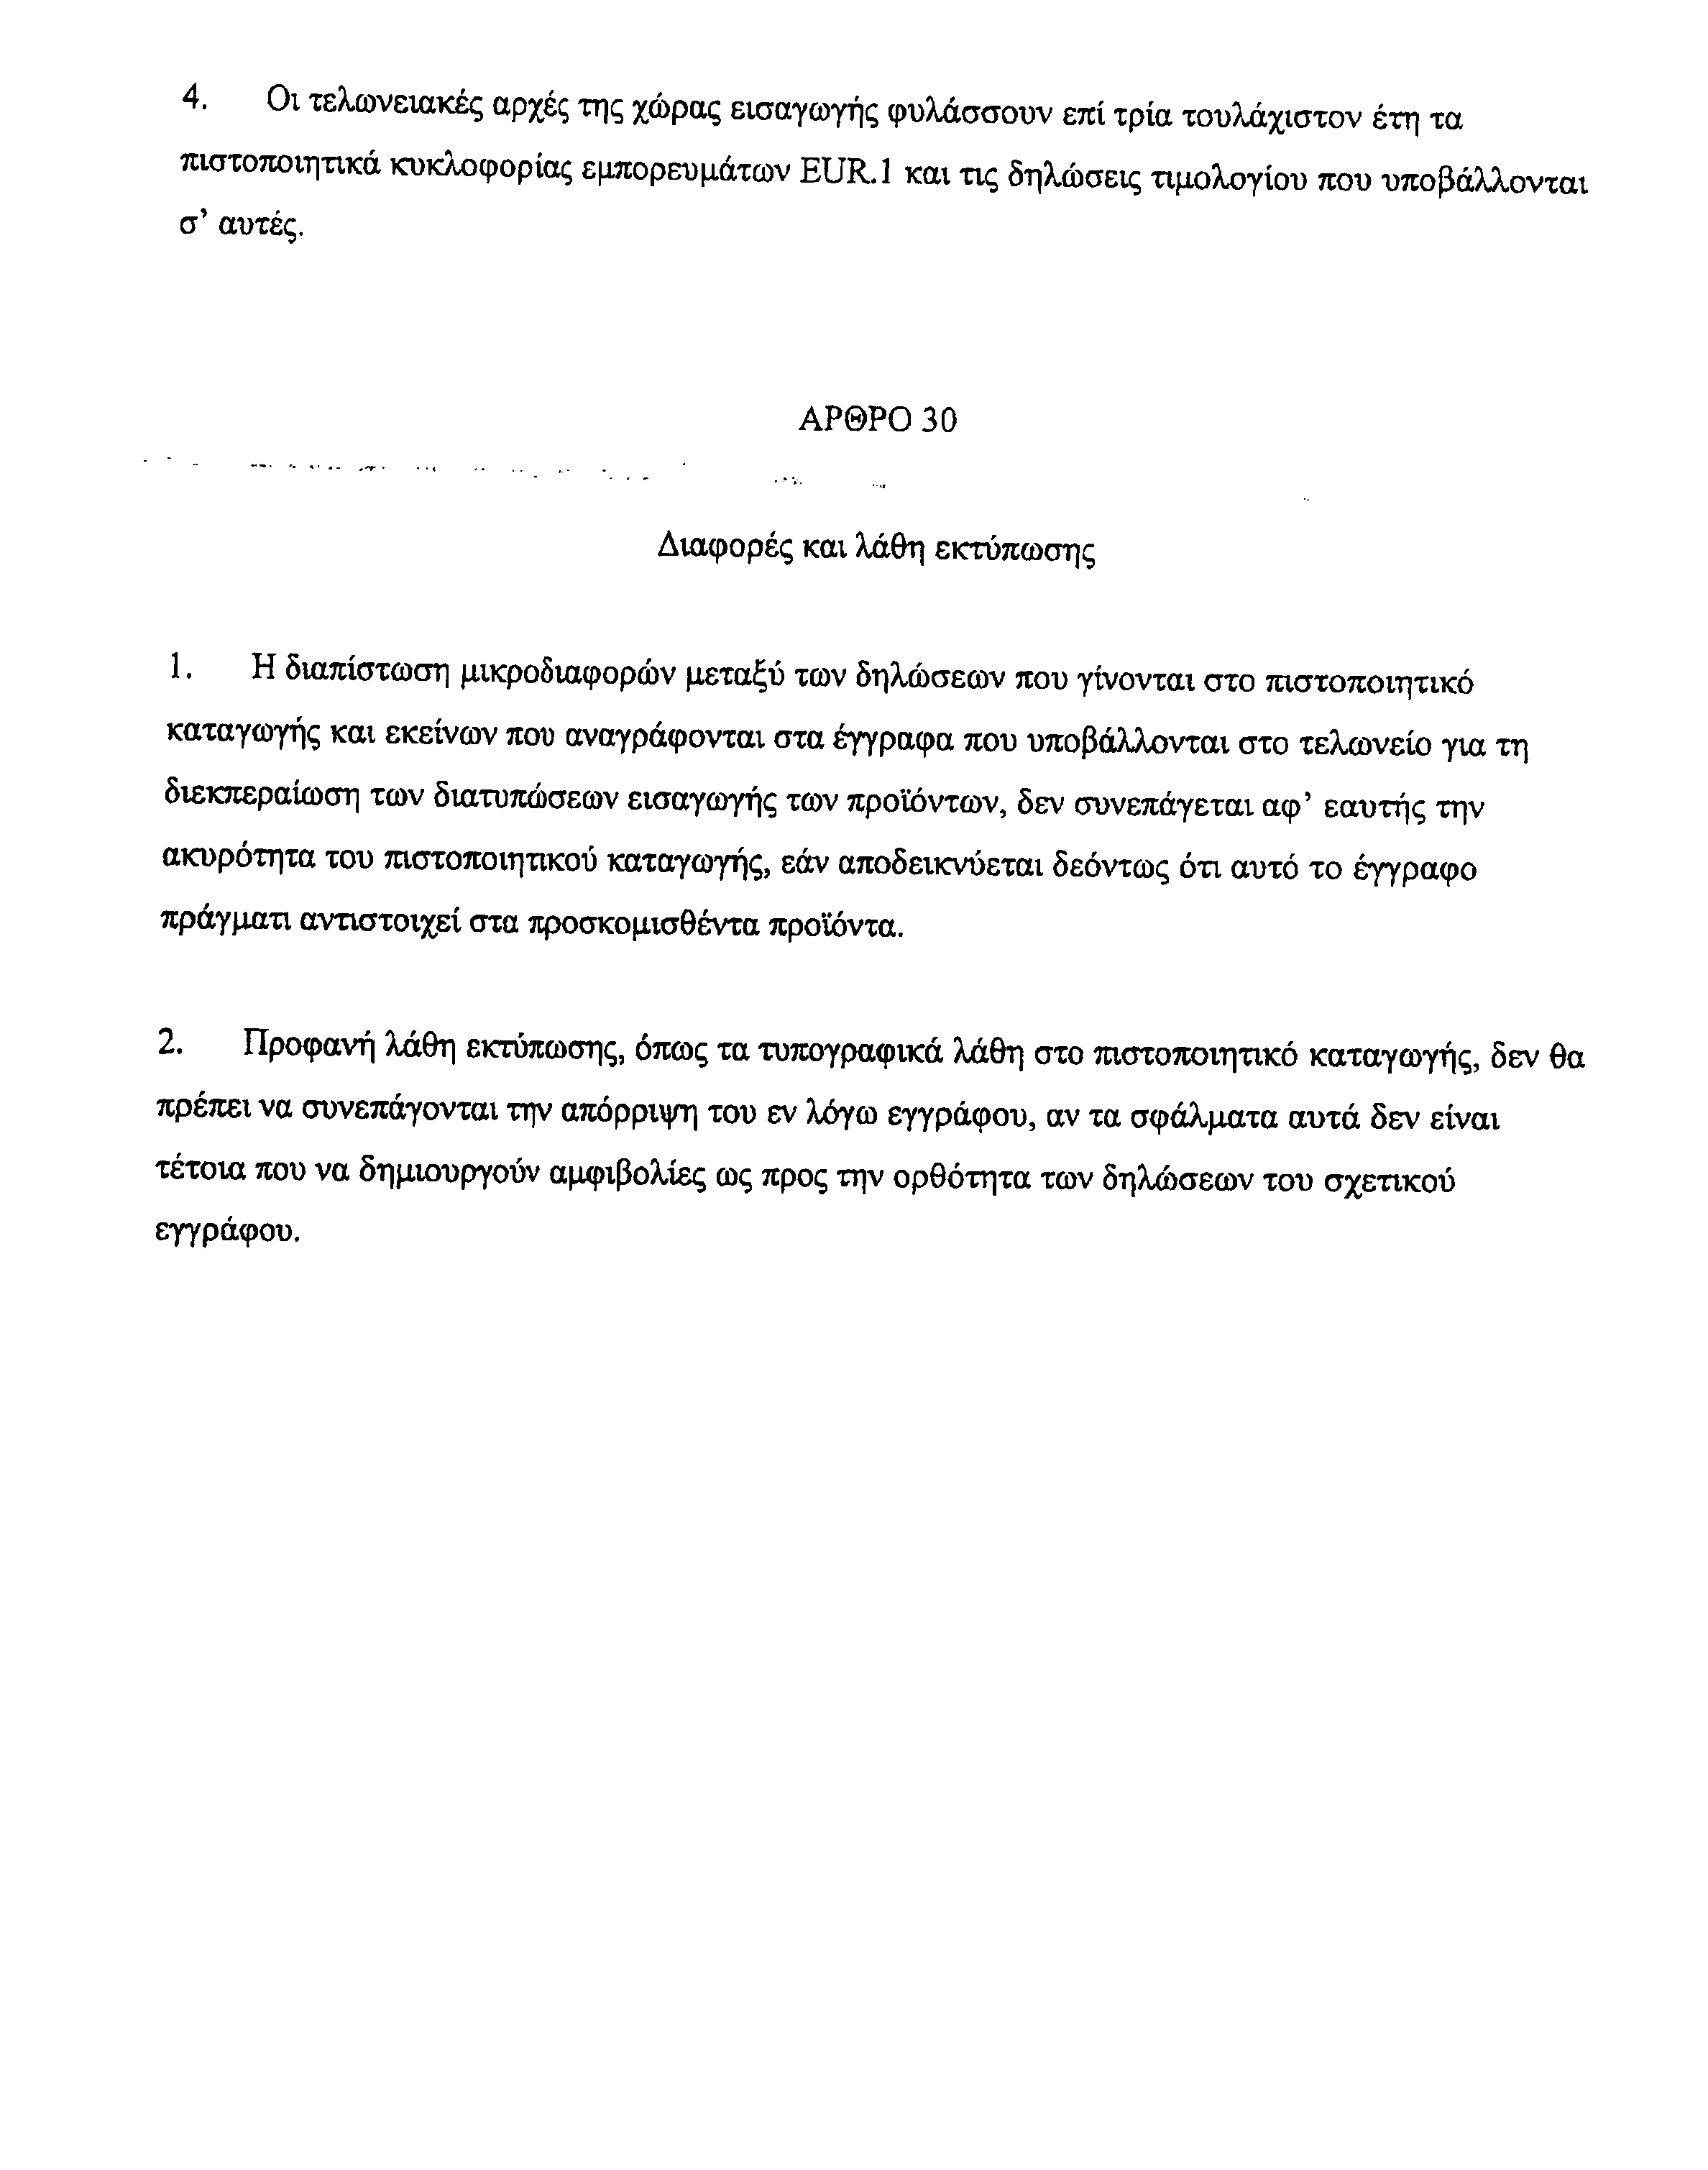 4. Οι τελωνειακές αρχές της χώρας εισαγωγής φυλάσσουν επί τρία τουλάχιστον έτη τα
πιστοποιητικά κυκλοφορίας εμπορευμάτων EUR.1 και τις δηλώσεις τιμολογίου που υποβάλλονται
σ’ αυτές.
ΑΡΘΡΟ 30
Διαφορές και λάθη εκτύπωσης
1. Η διαπίστωση μικροδιαφορών μεταξύ των δηλώσεων που γίνονται στο πιστοποιητικό
καταγωγής και εκείνων που αναγράφονται στα έγγραφα που υποβάλλονται στο τελωνείο για τη
διεκπεραίωση των διατυπώσεων εισαγωγής των προϊόντων, δεν συνεπάγεται αφ’ εαυτής την
ακυρότητα του πιστοποιητικού καταγωγής, εάν αποδεικνύεται δεόντως ότι αυτό το έγγραφο
πράγματι αντιστοιχεί στα προσκομισθέντα προϊόντα.
2. Προφανή λάθη εκτύπωσης, όπως τα τυπογραφικά λάθη στο πιστοποιητικό καταγωγής, δεν θα
πρέπει να συνεπάγονται την απόρριψη του εν λόγω εγγράφου, αν τα σφάλματα αυτά δεν είναι
τέτοια που να δημιουργούν αμφιβολίες ως προς την ορθότητα των δηλώσεων του σχετικού
εγγράφου.